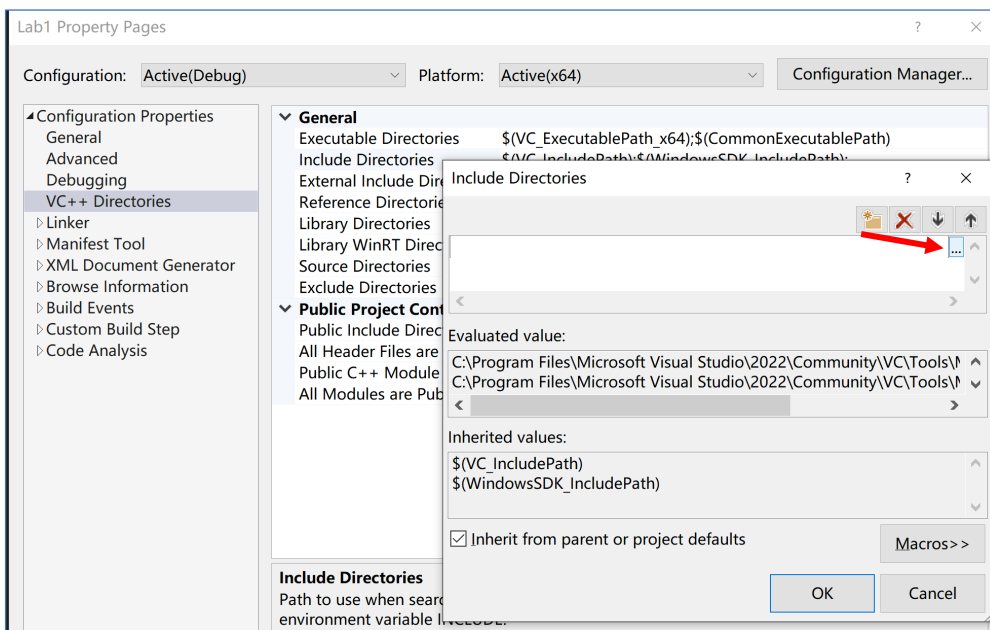 Lab1 Property Pages ? ×
Configuration: Active(Debug) Platform: Active(x64) Configuration Manager...
Configuration Properties
General
Advanced
Debugging
VC++ Directories
Linker
Manifest Tool
XML Document Generator
Browse Information
Build Events
Custom Build Step
Code Analysis
General
Executable Directories $(VC_ExecutablePath_x64);$(CommonExecutablePath)
Include Directories $(VC_IncludePath);$(WindowsSDK_IncludePath);
External Include Dire
Reference Directorie
Library Directories
Library WinRT Direc
Source Directories
Exclude Directories
Public Project Cont
Public Include Direc
All Header Files are
Public C++ Module
All Modules are Pub
Include Directories
Path to use when searc
environment variable INCLUDE.
Include Directories ? ×
...
Evaluated value:
C:\Program Files\Microsoft Visual Studio\2022\Community\VC\Tools\M
C:\Program Files\Microsoft Visual Studio\2022\Community\VC\Tools\M
Inherited values:
$(VC_IncludePath)
$(WindowsSDK_IncludePath)
Inherit from parent or project defaults
Macros>>
OK Cancel